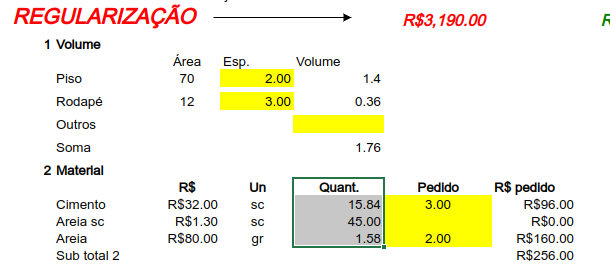 REGULARIZAÇÃO R$3,190.00
1 Volume
Área Esp. Volume
Piso 70 2.00 1.4
Rodapé 12 3.00 0.36
Outros
Soma 1.76
2 Material
R$ Un Quant. Pedido R$ pedido
Cimento R$32.00 sc 15.84 3.00 R$96.00
Areia sc R$1.30 sc 45.00 R$0.00
Areia R$80.00 gr 1.58 2.00 R$160.00
Sub total 2 R$256.00